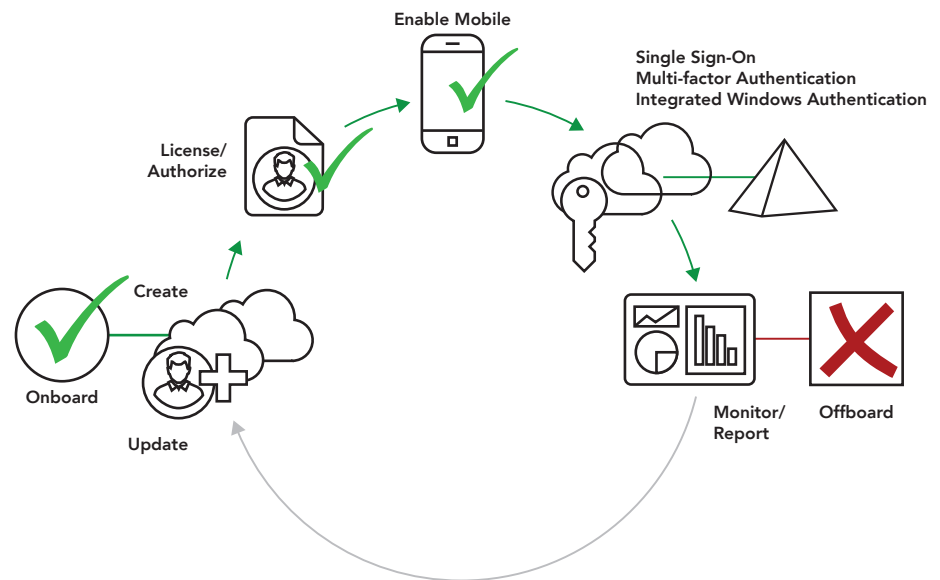 Enable Mobile
Single Sign-On
Multi-factor Authentication
Integrated Windows Authentication
License/
Authorize
Create
Onboard
Update
Monitor/
Report
Offboard